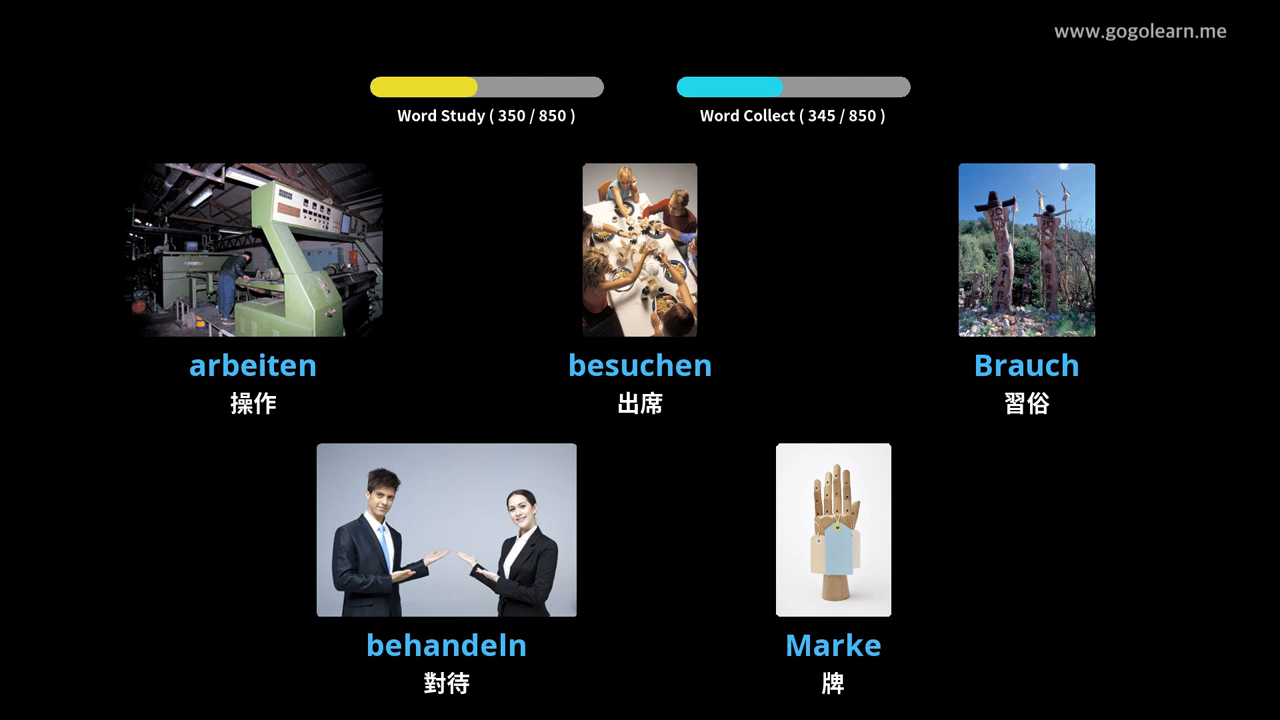 www.gogolearn.me
Word Study ( 350 / 850 )
Word Collect ( 345 / 850 )
arbeiten
操作
besuchen
出席
Brauch
習俗
behandeln
對待
Marke
牌